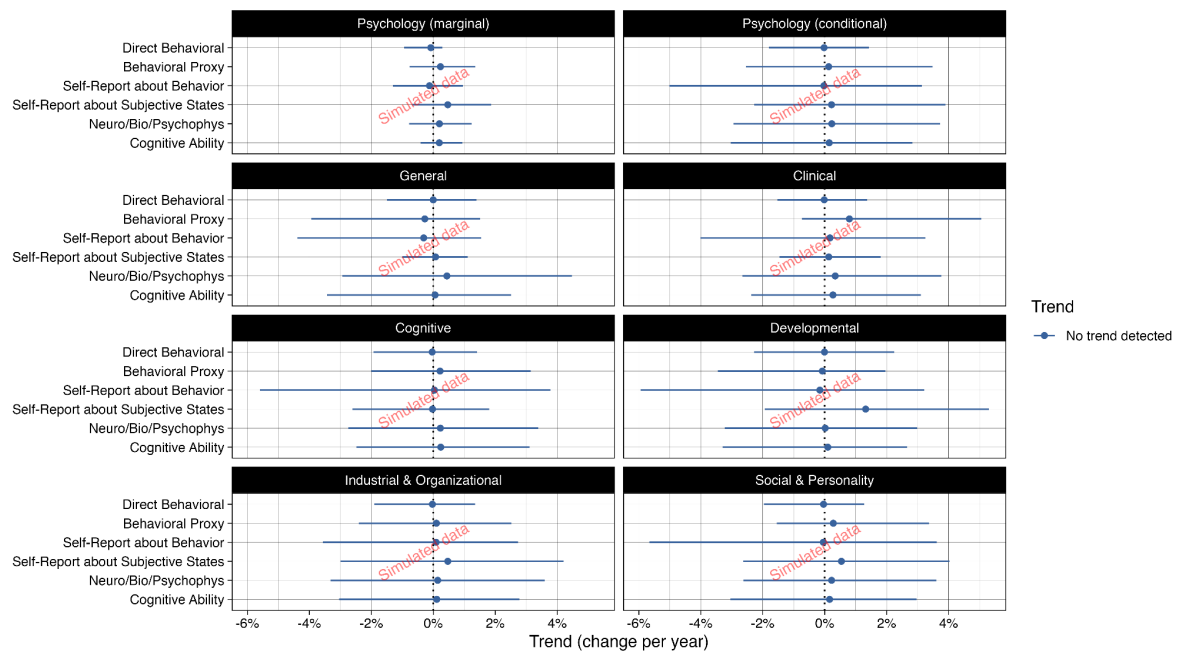 Psychology (marginal)
Psychology (conditional)
Direct Behavioral
Behavioral Proxy
Self-Report about Behavior
Self-Report about Subjective States
Neuro/Bio/Psychophys
Cognitive Ability
Simulated data
Simulated data
General
Clinical
Direct Behavioral
Behavioral Proxy
Self-Report about Behavior
Self-Report about Subjective States
Neuro/Bio/Psychophys
Cognitive Ability
Simulated data
Simulated data
Trend
No trend detected
Cognitive
Developmental
Direct Behavioral
Behavioral Proxy
Self-Report about Behavior
Self-Report about Subjective States
Neuro/Bio/Psychophys
Cognitive Ability
Simulated data
Simulated data
Industrial & Organizational
Social & Personality
Direct Behavioral
Behavioral Proxy
Self-Report about Behavior
Self-Report about Subjective States
Neuro/Bio/Psychophys
Cognitive Ability
Simulated data
Simulated data
-6% -4% -2% 0% 2% 4%
-6% -4% -2% 0% 2% 4%
Trend (change per year)